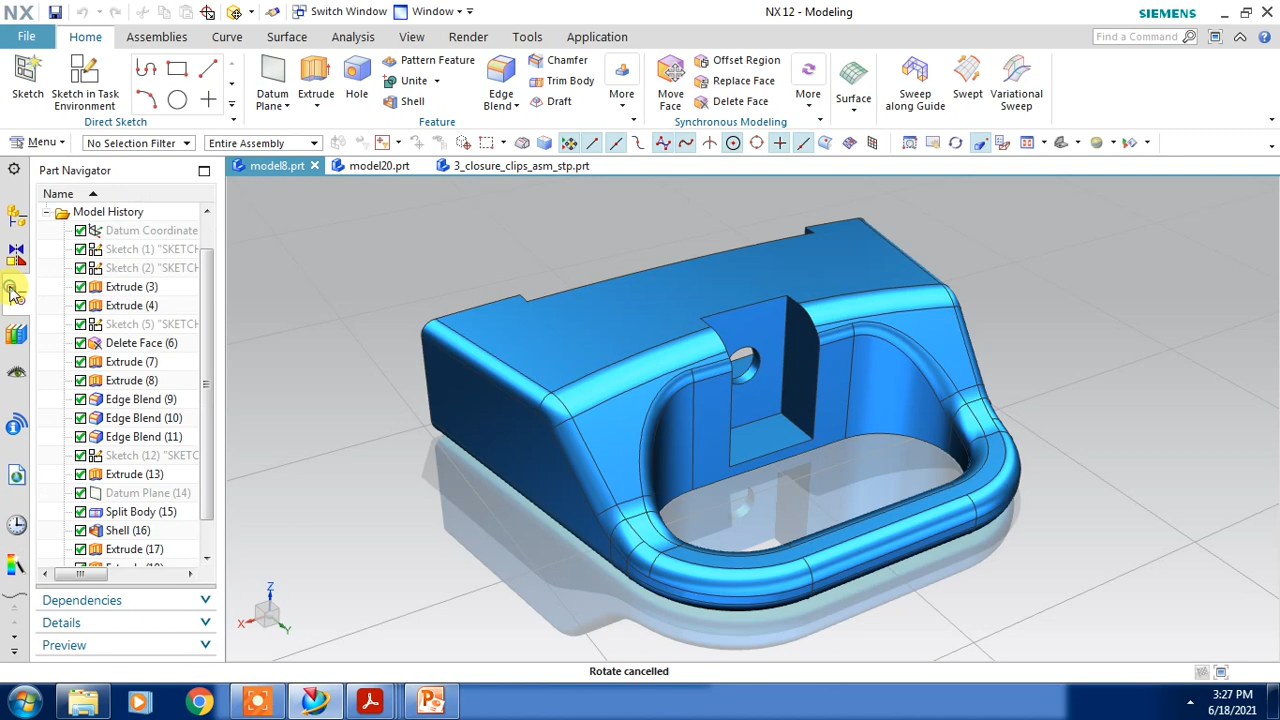 NX
Switch Window
Window
NX 12 - Modeling
SIEMENS
File
Home
Assemblies
Curve
Surface
Analysis
View
Render
Tools
Application
Find a Command
Sketch
Sketch in Task Environment
Direct Sketch
Datum Plane
Extrude
Hole
Pattern Feature
Unite
Shell
Edge Blend
Chamfer
Trim Body
Draft
More
Feature
Move Face
Offset Region
Replace Face
Delete Face
More
Synchronous Modeling
Surface
Sweep along Guide
Swept
Variational Sweep
Menu
No Selection Filter
Entire Assembly
Part Navigator
model8.prt
model20.prt
3_closure_clips_asm_stp.prt
Name
Model History
Datum Coordinate
Sketch (1) "SKETCH
Sketch (2) "SKETCH
Extrude (3)
Extrude (4)
Sketch (5) "SKETCH
Delete Face (6)
Extrude (7)
Extrude (8)
Edge Blend (9)
Edge Blend (10)
Edge Blend (11)
Sketch (12) "SKETC
Extrude (13)
Datum Plane (14)
Split Body (15)
Shell (16)
Extrude (17)
Dependencies
Details
Preview
Z
X
Y
Rotate cancelled
3:27 PM
6/18/2021